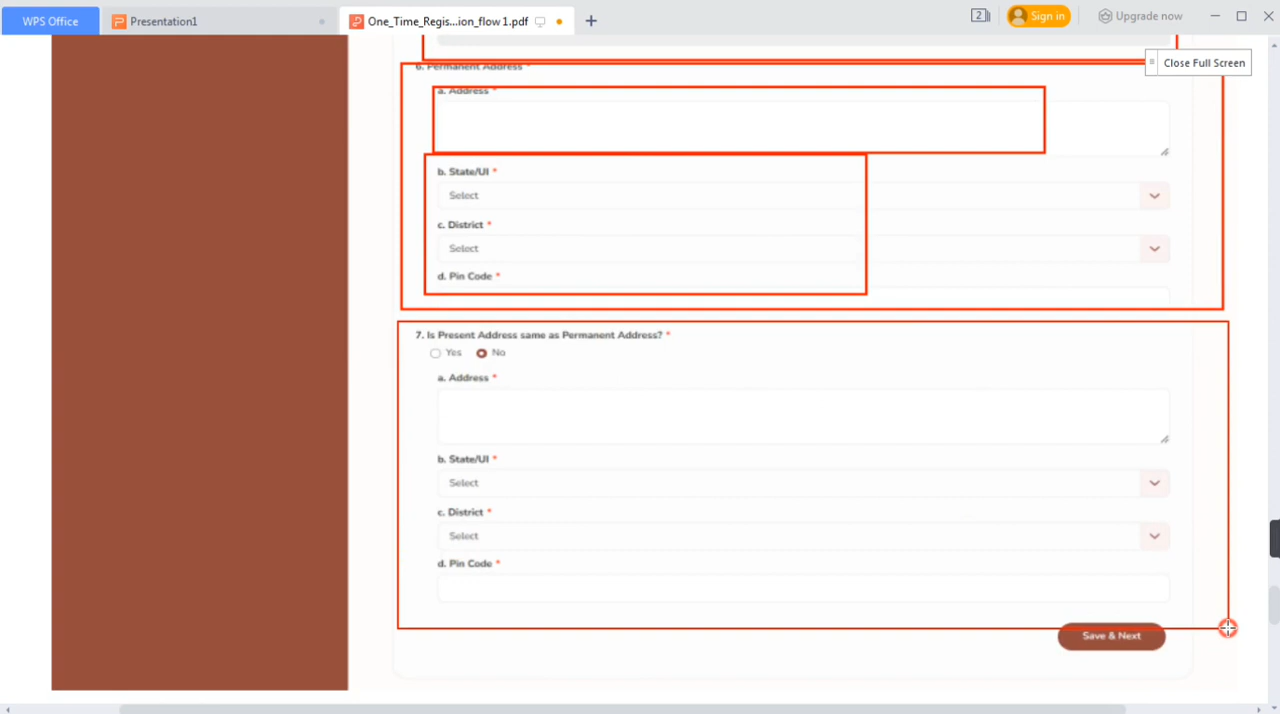 WPS Office
Presentation1
One_Time_Regis...ion_flow 1.pdf
2
Sign in
Upgrade now
Close Full Screen
6. Permanent Address *
a. Address *
b. State/UI *
Select
c. District *
Select
d. Pin Code *
7. Is Present Address same as Permanent Address? *
Yes No
a. Address *
b. State/UI *
Select
c. District *
Select
d. Pin Code *
Save & Next